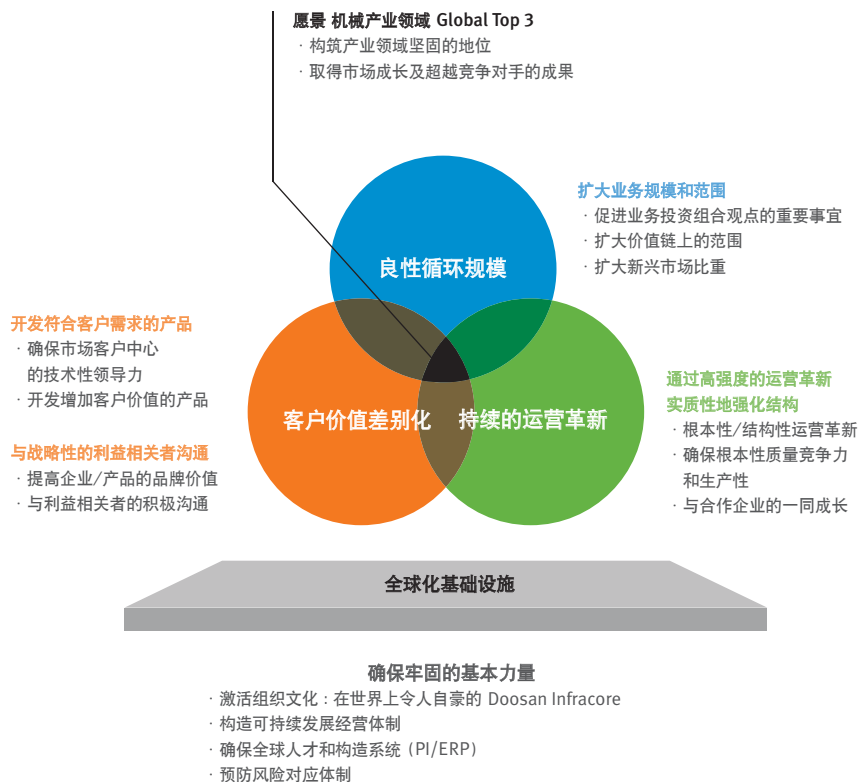 愿景 机械产业领域 Global Top 3
· 构筑产业领域坚固的地位
· 取得市场成长及超越竞争对手的成果
扩大业务规模和范围
· 促进业务投资组合观点的重要事宜
· 扩大价值链上的范围
· 扩大新兴市场比重
良性循环规模
开发符合客户需求的产品
· 确保市场客户中心
的技术性领导力
· 开发增加客户价值的产品
与战略性的利益相关者沟通
· 提高企业/产品的品牌价值
· 与利益相关者的积极沟通
客户价值差别化
持续的运营革新
通过高强度的运营革新
实质性地强化结构
· 根本性/结构性运营革新
· 确保根本性质量竞争力
和生产性
· 与合作企业的一同成长
全球化基础设施
确保牢固的基本力量
· 激活组织文化 : 在世界上令人自豪的 Doosan Infracore
· 构造可持续发展经营体制
· 确保全球人才和构造系统 (PI/ERP)
· 预防风险对应体制